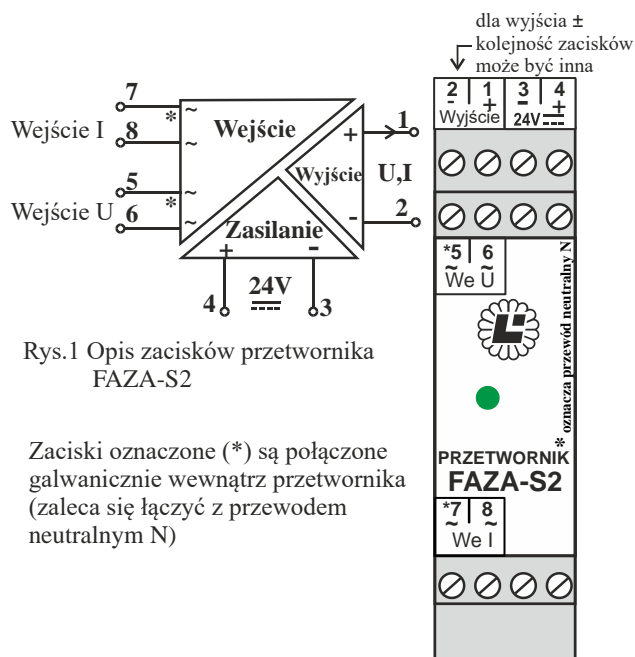 dla wyjścia ±
kolejność zacisków
może być inna
2 1 3 4
- + - +
Wyjście 24V
7
*
~
Wejście I
8
~
Wejście
+
1
Wyjście
U,I
5
~
*
Wejście U
6
~
-
2
Zasilanie
+ -
24V
4 3
Rys.1 Opis zacisków przetwornika
FAZA-S2
Zaciski oznaczone (*) są połączone
galwanicznie wewnątrz przetwornika
(zaleca się łączyć z przewodem
neutralnym N)
*5 6
~ ~
We U
* oznacza przewód neutralny N
PRZETWORNIK
FAZA-S2
*7 8
~ ~
We I